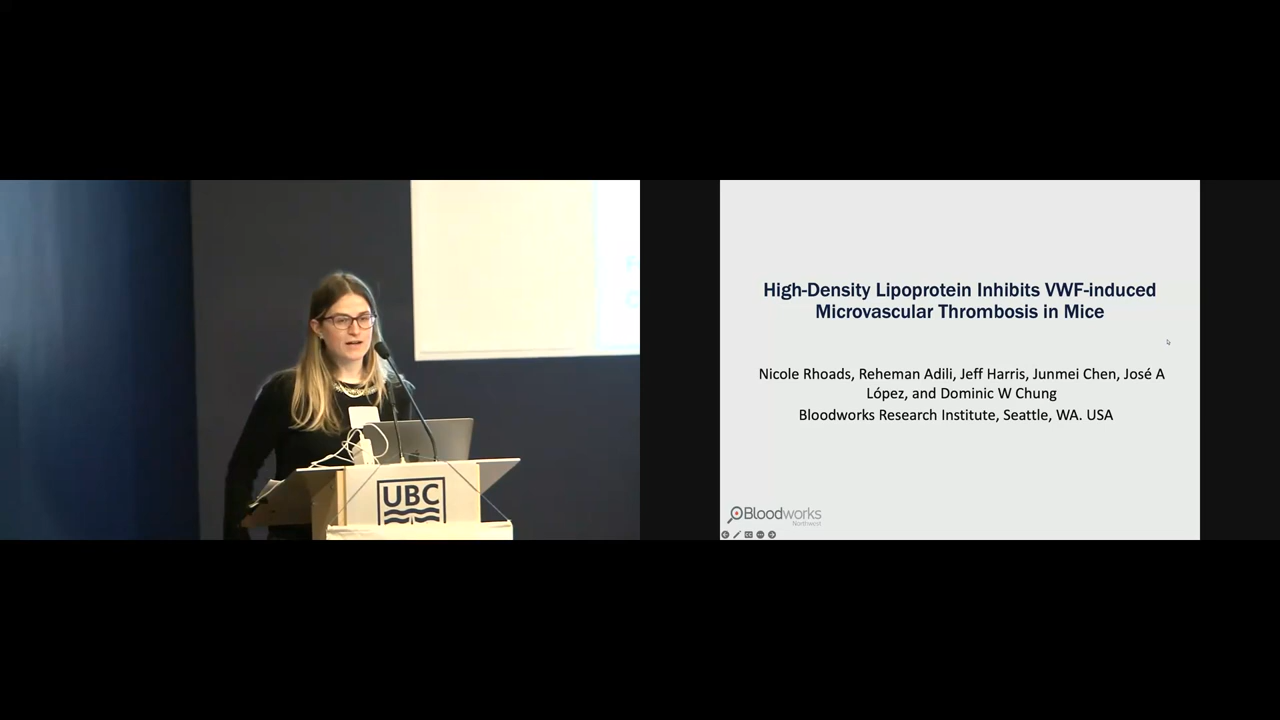 UBC
High-Density Lipoprotein Inhibits VWF-induced
Microvascular Thrombosis in Mice
Nicole Rhoads, Reheman Adili, Jeff Harris, Junmei Chen, José A
López, and Dominic W Chung
Bloodworks Research Institute, Seattle, WA. USA
Bloodworks
Northwest